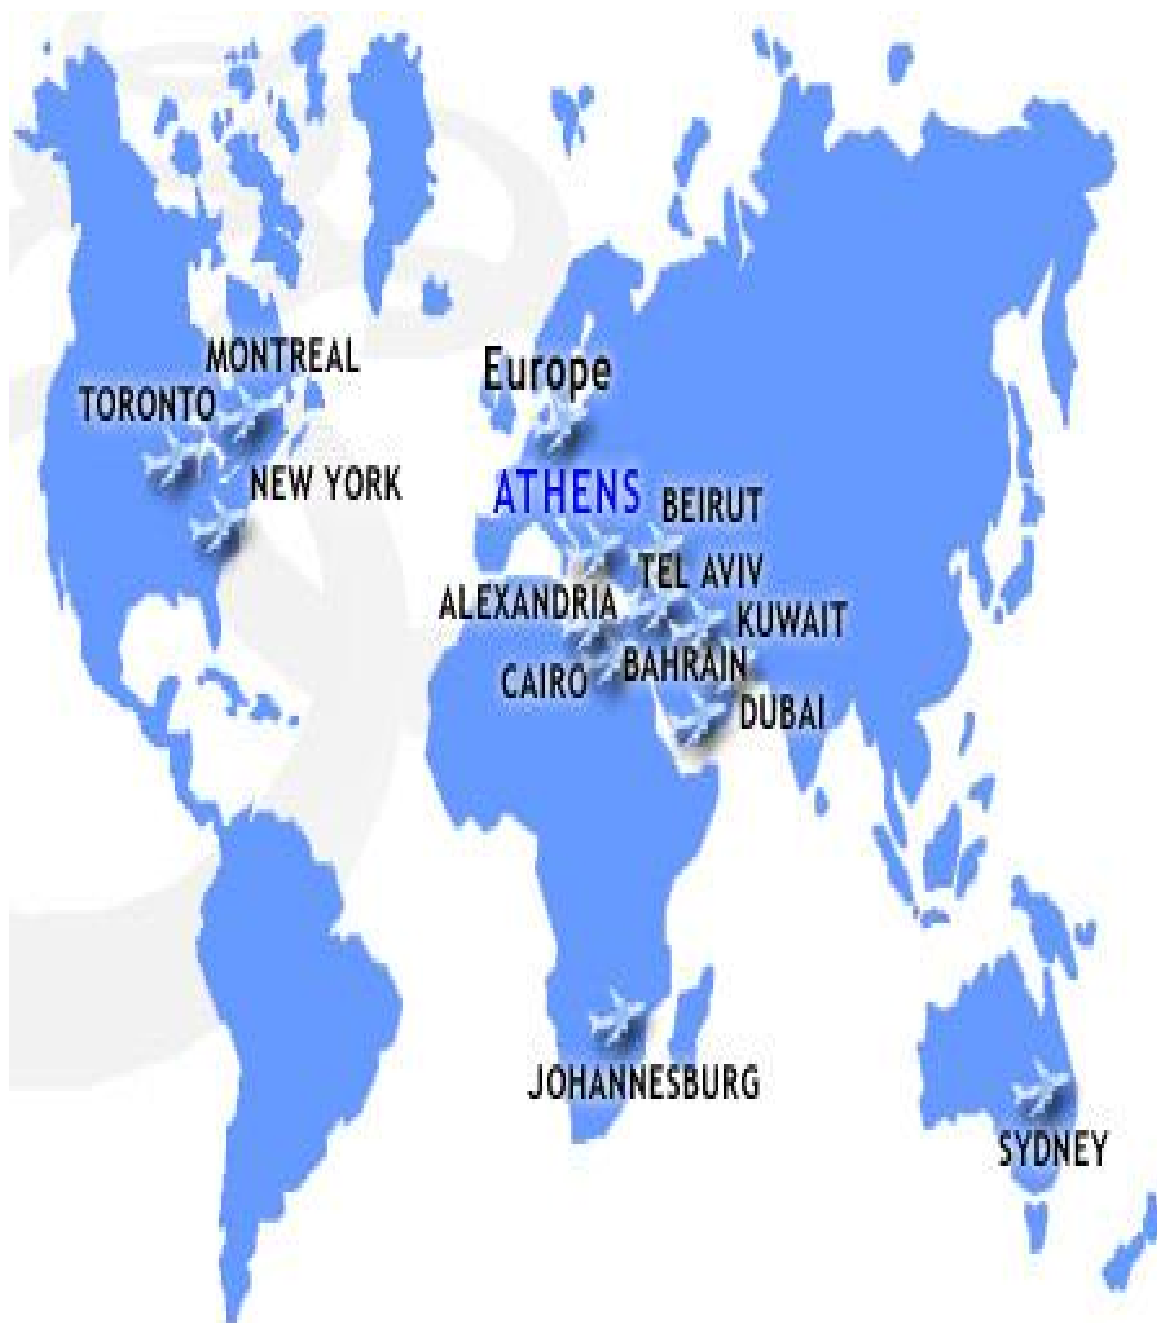 MONTREAL
Europe
TORONTO
NEW YORK
ATHENS
BEIRUT
TEL AVIV
ALEXANDRIA
KUWAIT
BAHRAIN
CAIRO
DUBAI
JOHANNESBURG
SYDNEY